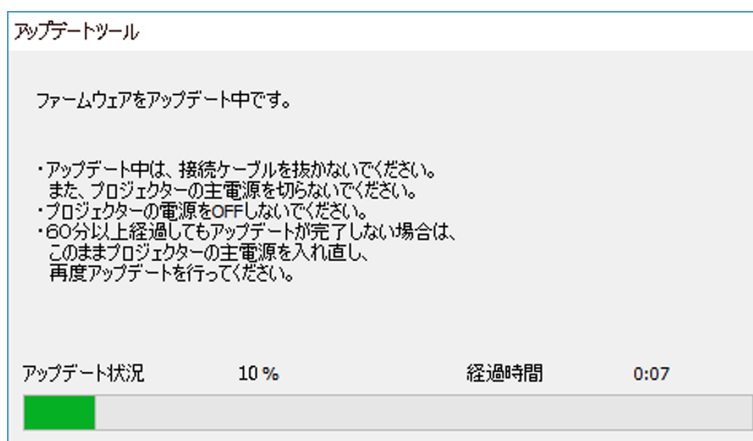 アップデートツール
ファームウェアをアップデート中です。
・アップデート中は、接続ケーブルを抜かないでください。
また、プロジェクターの主電源を切らないでください。
・プロジェクターの電源をOFFしないでください。
・60分以上経過してもアップデートが完了しない場合は、
このままプロジェクターの主電源を入れ直し、
再度アップデートを行ってください。
アップデート状況 10 % 経過時間 0:07